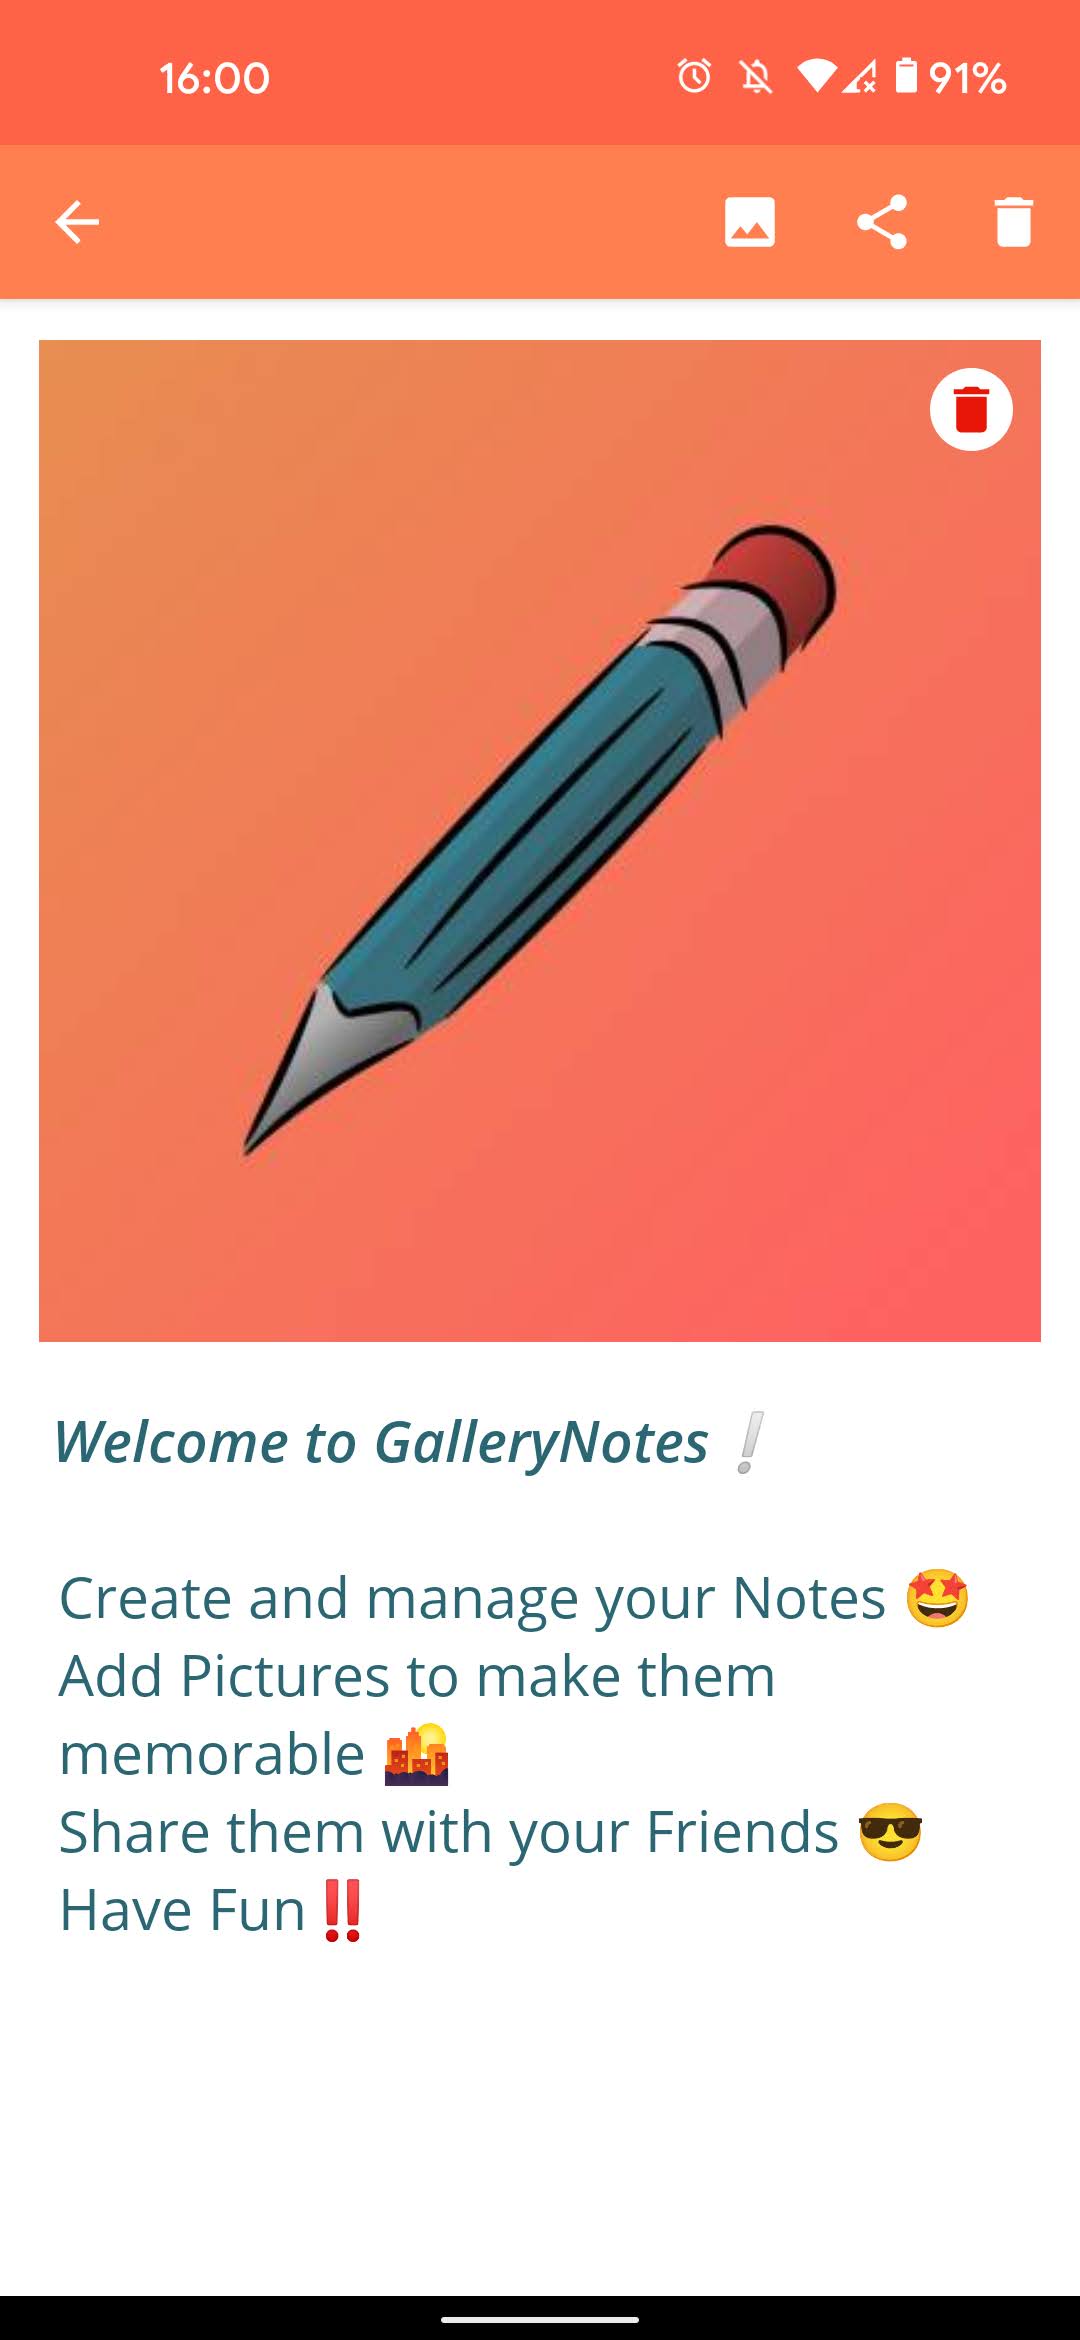 16:00 91%
Welcome to GalleryNotes❕
Create and manage your Notes 🤩
Add Pictures to make them
memorable 🌇
Share them with your Friends 😎
Have Fun‼️